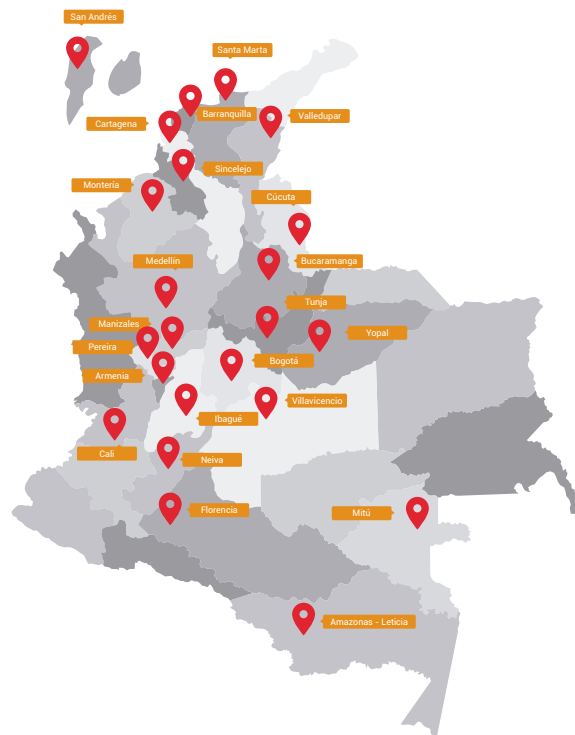 San Andrés
Santa Marta
Barranquilla
Valledupar
Cartagena
Sincelejo
Montería
Cúcuta
Medellín
Bucaramanga
Tunja
Manizales
Yopal
Pereira
Bogotá
Armenia
Villavicencio
Ibagué
Cali
Neiva
Florencia
Mitú
Amazonas - Leticia